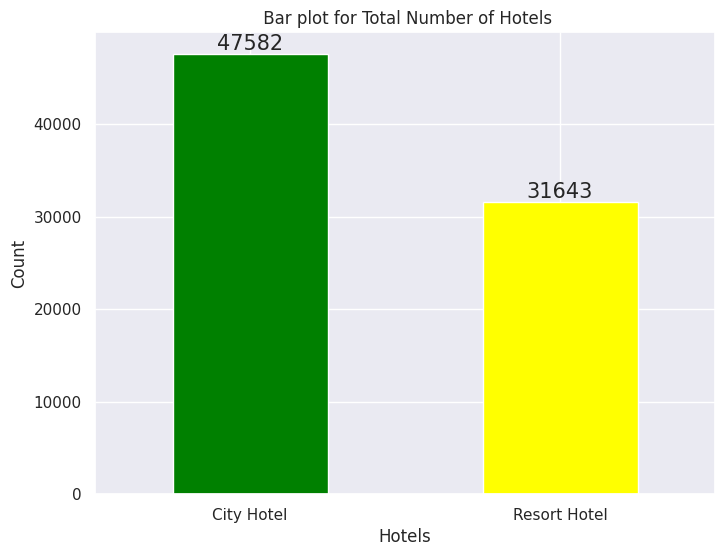 Bar plot for Total Number of Hotels
47582
31643
40000
30000
20000
10000
0
Count
City Hotel
Resort Hotel
Hotels